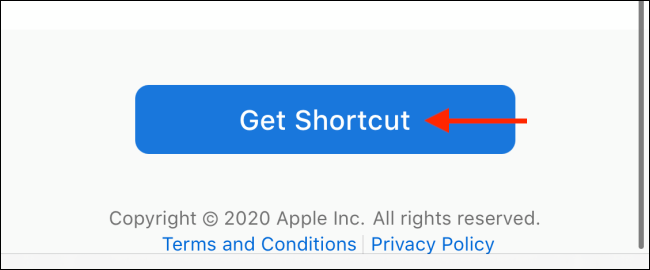 Get Shortcut
Copyright © 2020 Apple Inc. All rights reserved.
Terms and Conditions | Privacy Policy